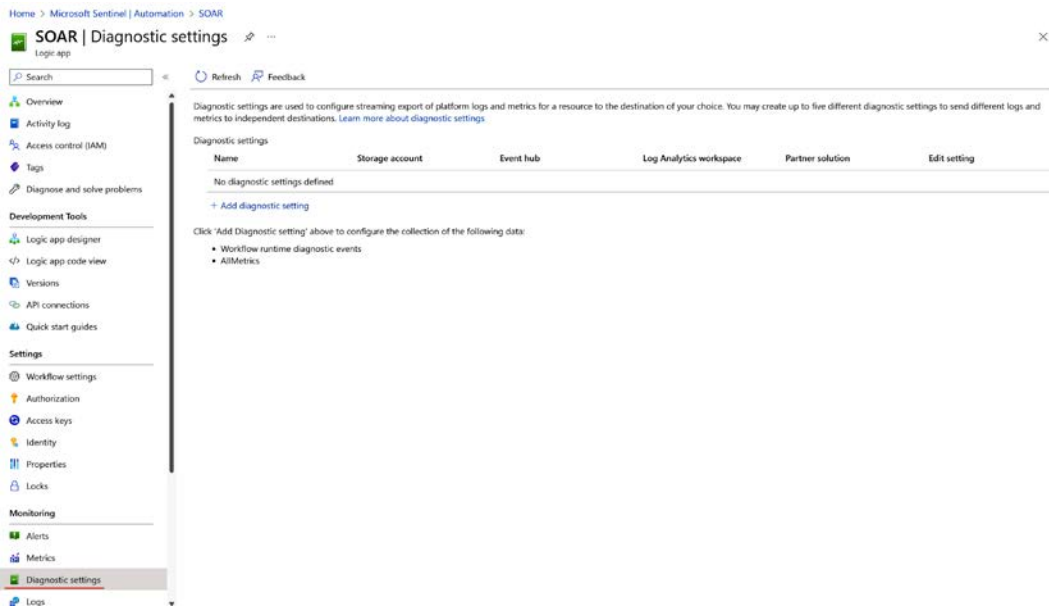 Home > Microsoft Sentinel | Automation > SOAR
SOAR | Diagnostic settings
Logic app
Search
Refresh
Feedback
Overview
Activity log
Access control (IAM)
Tags
Diagnose and solve problems
Development Tools
Logic app designer
Logic app code view
Versions
API connections
Quick start guides
Settings
Workflow settings
Authorization
Access keys
Identity
Properties
Locks
Monitoring
Alerts
Metrics
Diagnostic settings
Logs
Diagnostic settings are used to configure streaming export of platform logs and metrics for a resource to the destination of your choice. You may create up to five different diagnostic settings to send different logs and
metrics to independent destinations. Learn more about diagnostic settings
Diagnostic settings
Name Storage account Event hub Log Analytics workspace Partner solution Edit setting
No diagnostic settings defined
+ Add diagnostic setting
Click 'Add Diagnostic setting' above to configure the collection of the following data:
• Workflow runtime diagnostic events
• AllMetrics